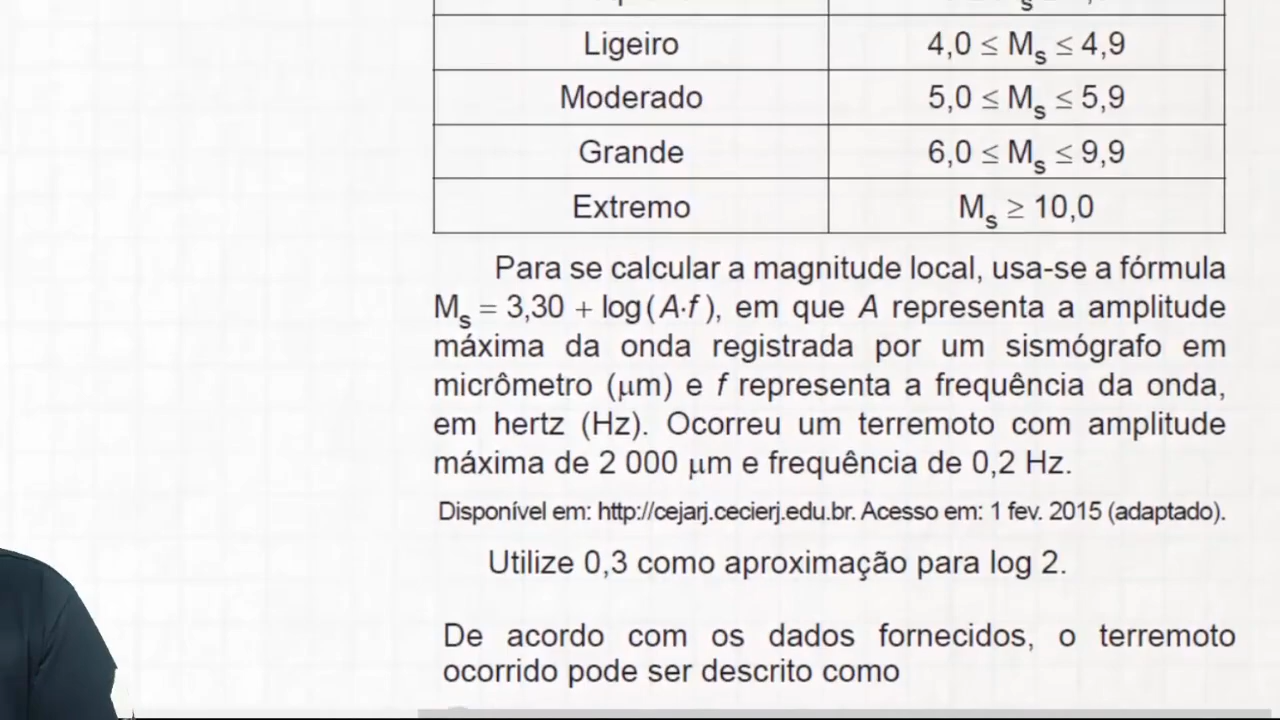 Ligeiro 4,0 ≤ Ms ≤ 4,9
Moderado 5,0 ≤ Ms ≤ 5,9
Grande 6,0 ≤ Ms ≤ 9,9
Extremo Ms ≥ 10,0
Para se calcular a magnitude local, usa-se a fórmula
Ms = 3,30 + log(A·f), em que A representa a amplitude
máxima da onda registrada por um sismógrafo em
micrômetro (μm) e f representa a frequência da onda,
em hertz (Hz). Ocorreu um terremoto com amplitude
máxima de 2 000 μm e frequência de 0,2 Hz.
Disponível em: http://cejarj.cecierj.edu.br. Acesso em: 1 fev. 2015 (adaptado).
Utilize 0,3 como aproximação para log 2.
De acordo com os dados fornecidos, o terremoto
ocorrido pode ser descrito como